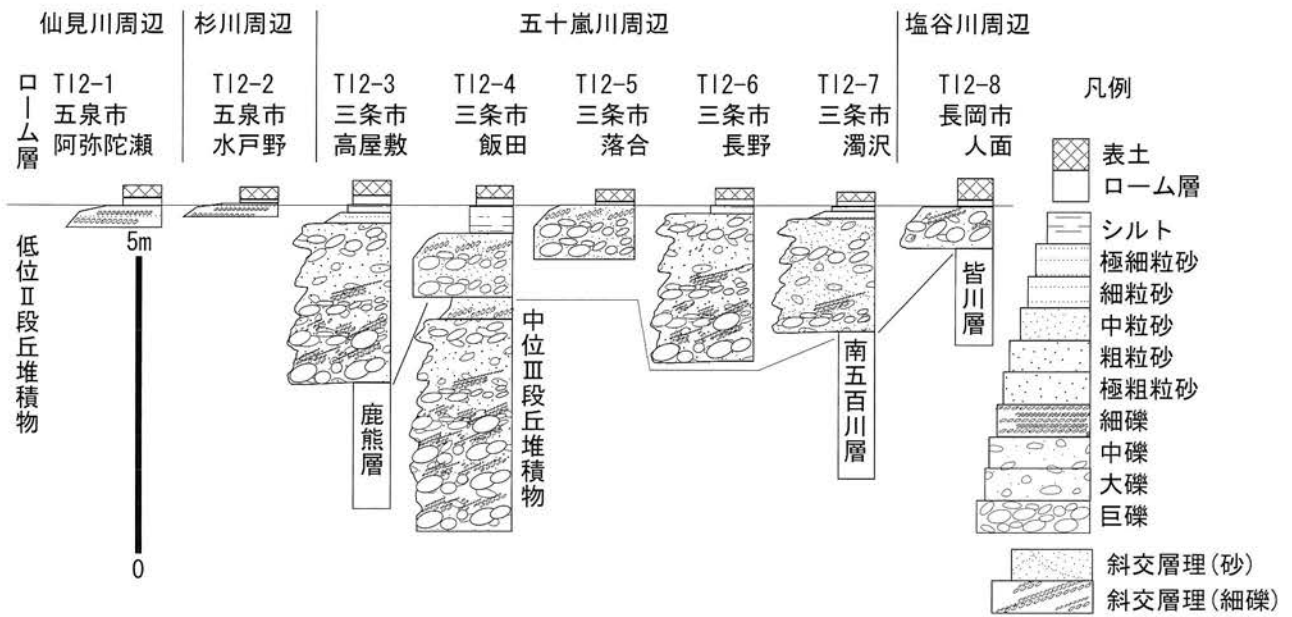 仙見川周辺
杉川周辺
五十嵐川周辺
塩谷川周辺
ローム層
T12-1
五泉市
阿弥陀瀬
T12-2
五泉市
水戸野
T12-3
三条市
高屋敷
T12-4
三条市
飯田
T12-5
三条市
落合
T12-6
三条市
長野
T12-7
三条市
濁沢
T12-8
長岡市
人面
凡例
表土
ローム層
シルト
極細粒砂
細粒砂
中粒砂
粗粒砂
極粗粒砂
細礫
中礫
大礫
巨礫
斜交層理(砂)
斜交層理(細礫)
低位Ⅱ段丘堆積物
5m
0
鹿熊層
中位Ⅲ段丘堆積物
南五百川層
皆川層